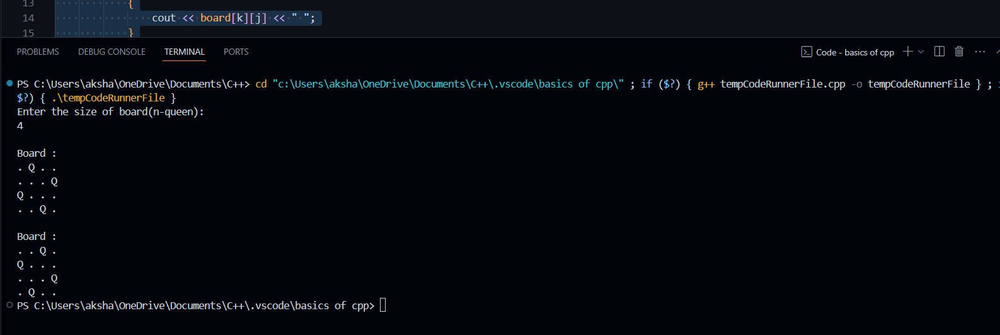 13 {
14 cout << board[k][j] << " ";
15 }
PROBLEMS DEBUG CONSOLE TERMINAL PORTS Code - basics of cpp
PS C:\Users\aksha\OneDrive\Documents\C++> cd "c:\Users\aksha\OneDrive\Documents\C++\.vscode\basics of cpp\" ; if ($?) { g++ tempCodeRunnerFile.cpp -o tempCodeRunnerFile } ;
$?) { .\tempCodeRunnerFile }
Enter the size of board(n-queen):
4
Board :
. Q . .
. . . Q
Q . . .
. . Q .
Board :
. . Q .
Q . . .
. . . Q
. Q . .
PS C:\Users\aksha\OneDrive\Documents\C++\.vscode\basics of cpp>